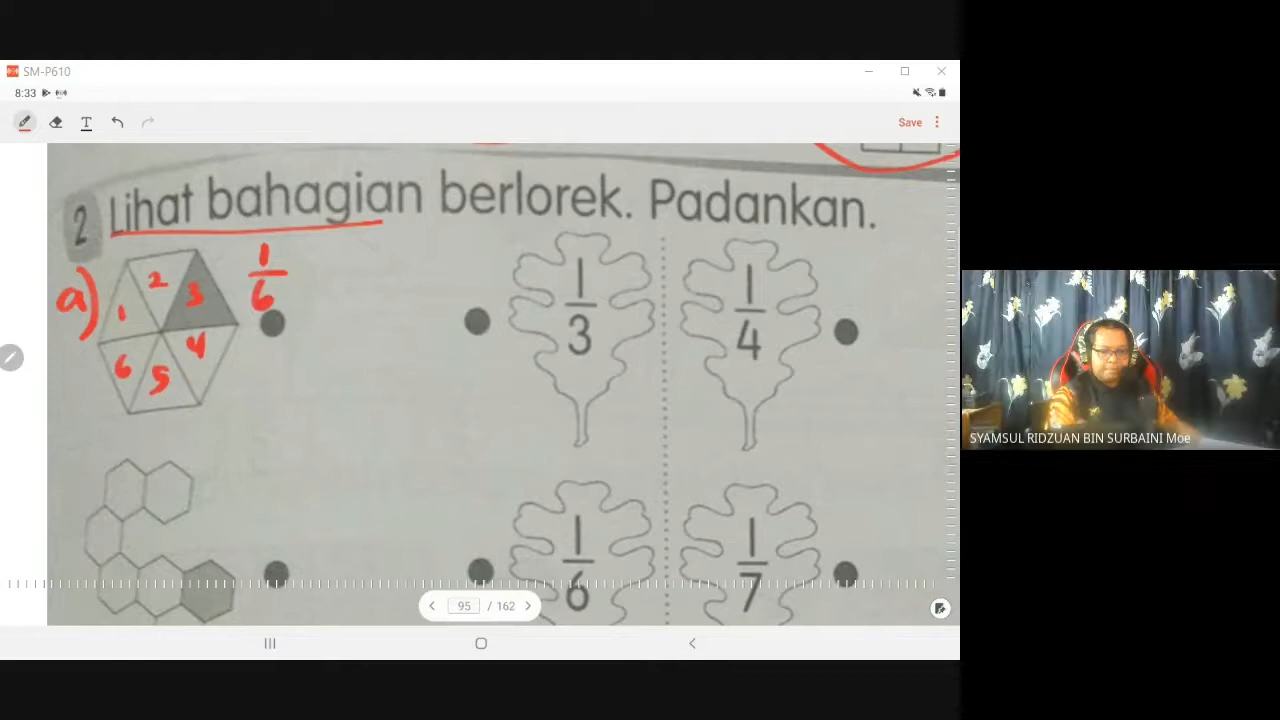 SM-P610
8:33
T
Save
2 Lihat bahagian berlorek. Padankan.
a)
1
2
3
4
5
6
1
6
1
3
1
4
1
6
1
7
95 / 162
SYAMSUL RIDZUAN BIN SURBAINI Moe